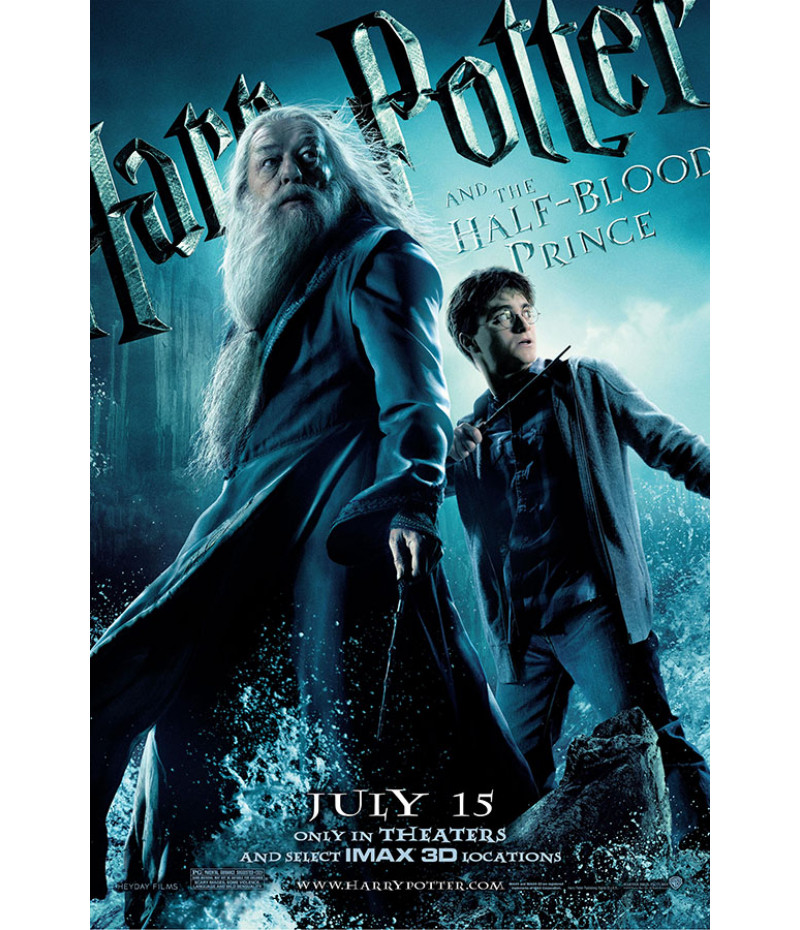 Harry Potter
AND THE
HALF-BLOOD
PRINCE
JULY 15
ONLY IN THEATERS
AND SELECT IMAX 3D LOCATIONS
HEYDAY FILMS
PG
WWW.HARRYPOTTER.COM